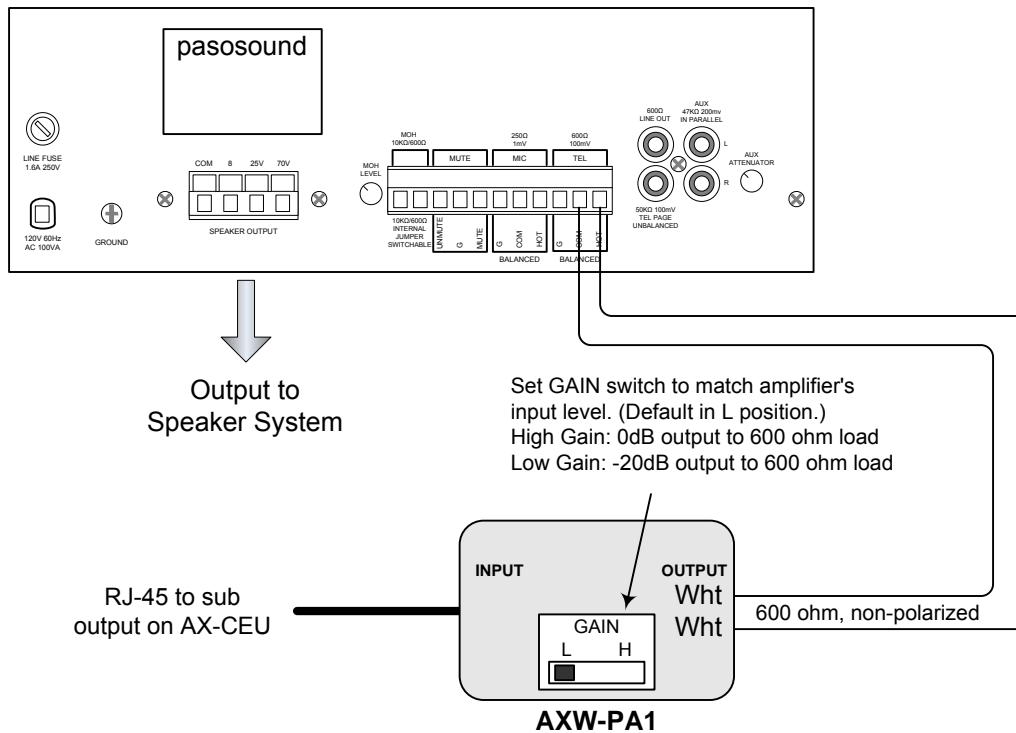 pasosound
LINE FUSE
1.6A 250V
120V 60Hz
AC 100VA
GROUND
COM 8 25V 70V
SPEAKER OUTPUT
MOH
LEVEL
MOH
10KΩ/600Ω
MUTE
250Ω
1mV
MIC
600Ω
100mV
TEL
10KΩ/600Ω
INTERNAL
JUMPER
SWITCHABLE
UNMUTE
G
MUTE
G
COM
HOT
BALANCED
G
COM
HOT
BALANCED
600Ω
LINE OUT
AUX
47KΩ 200mv
IN PARALLEL
L
R
50KΩ 100mV
TEL PAGE
UNBALANCED
AUX
ATTENUATOR
Output to
Speaker System
Set GAIN switch to match amplifier's
input level. (Default in L position.)
High Gain: 0dB output to 600 ohm load
Low Gain: -20dB output to 600 ohm load
RJ-45 to sub
output on AX-CEU
INPUT
OUTPUT
Wht
Wht
GAIN
L H
600 ohm, non-polarized
AXW-PA1